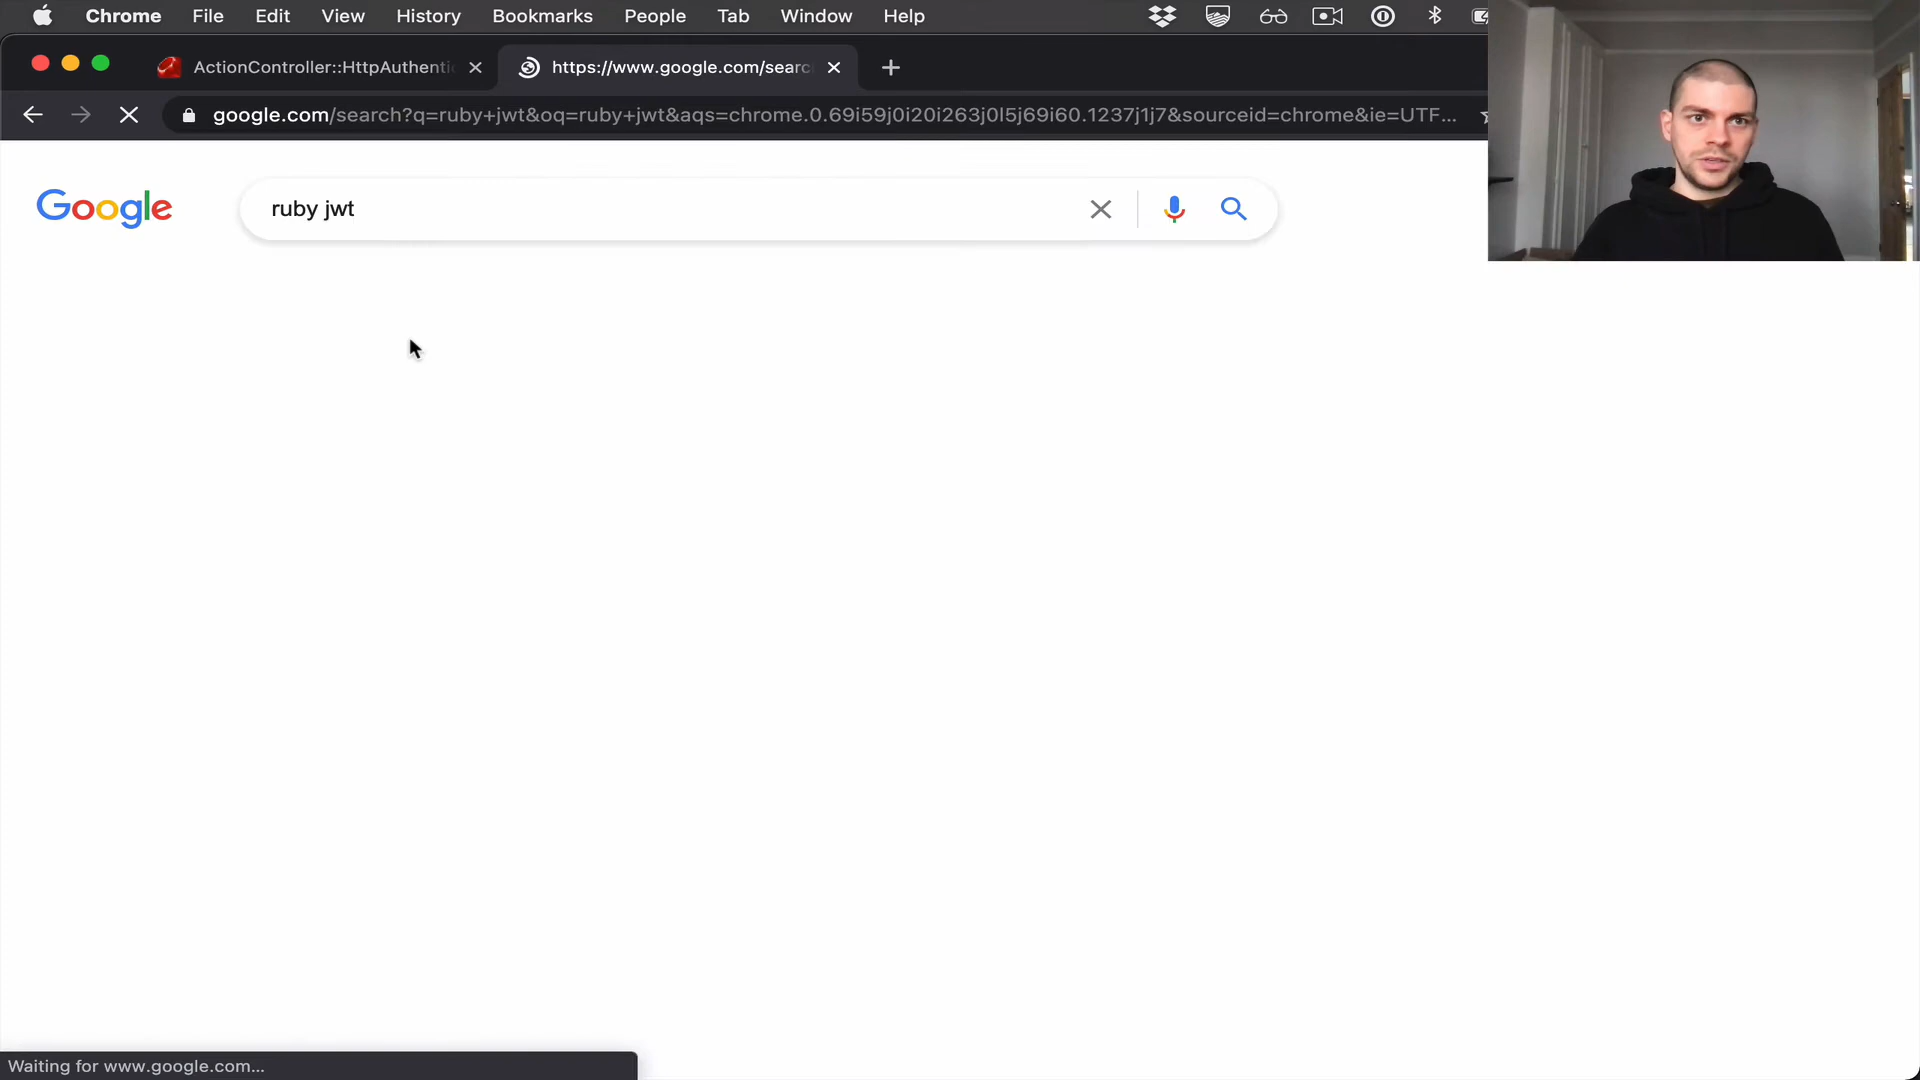 Chrome File Edit View History Bookmarks People Tab Window Help
ActionController::HttpAuthenti
https://www.google.com/searc
google.com/search?q=ruby+jwt&oq=ruby+jwt&aqs=chrome.0.69i59j0i20i263j0l5j69i60.1237j1j7&sourceid=chrome&ie=UTF...
Google
ruby jwt
Waiting for www.google.com...